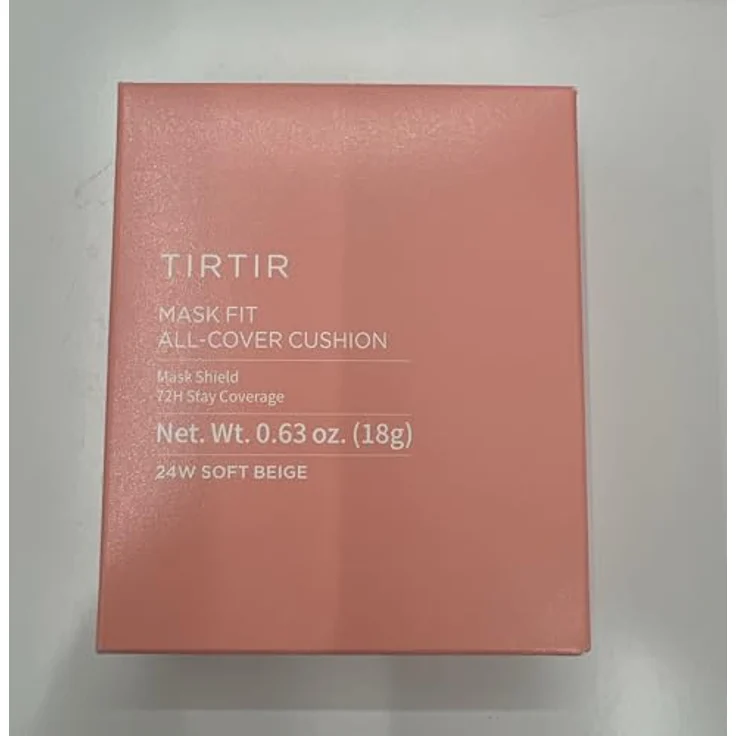 TIRTIR
MASK FIT
ALL-COVER CUSHION
Mask Shield
72H Stay Coverage
Net. Wt. 0.63 oz. (18g)
24W SOFT BEIGE